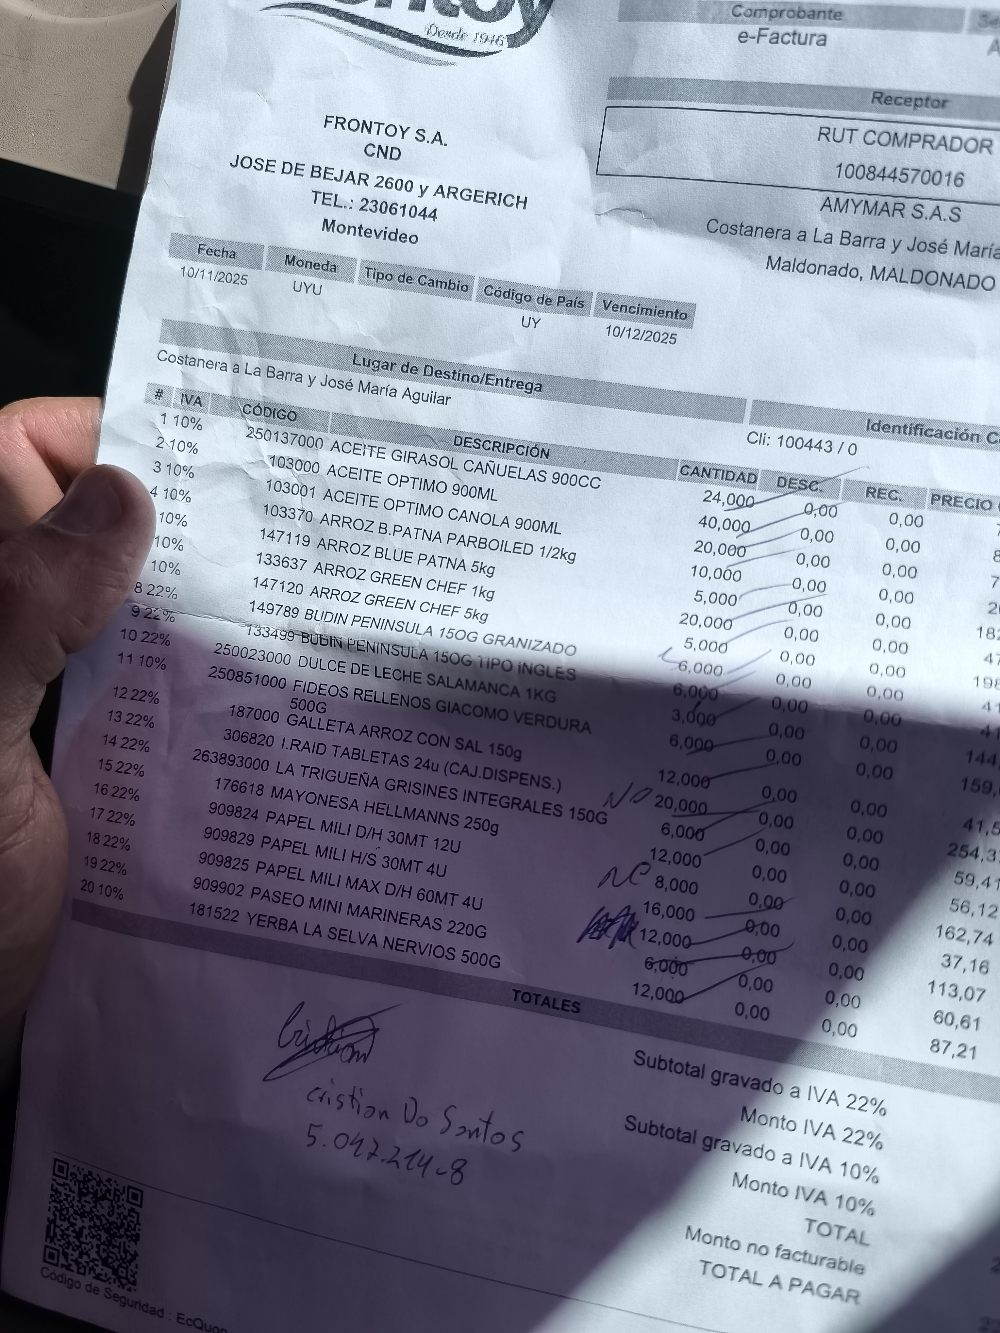 Desde 1946
Comprobante
e-Factura
Receptor
RUT COMPRADOR
100844570016
AMYMAR S.A.S
Costanera a La Barra y José María
Maldonado, MALDONADO
FRONTOY S.A.
CND
JOSE DE BEJAR 2600 y ARGERICH
TEL.: 23061044
Montevideo
Fecha Moneda Tipo de Cambio Código de País Vencimiento
10/11/2025 UYU UY 10/12/2025
Lugar de Destino/Entrega
Costanera a La Barra y José María Aguilar
Identificación
Cli: 100443 / 0
# IVA CÓDIGO DESCRIPCIÓN CANTIDAD DESC. REC. PRECIO
1 10% 250137000 ACEITE GIRASOL CAÑUELAS 900CC 24,000 0,00 0,00
2 10% 103000 ACEITE OPTIMO 900ML 40,000 0,00 0,00
3 10% 103001 ACEITE OPTIMO CANOLA 900ML 20,000 0,00 0,00
4 10% 103370 ARROZ B.PATNA PARBOILED 1/2kg 10,000 0,00 0,00
10% 147119 ARROZ BLUE PATNA 5kg 5,000 0,00 0,00
10% 133637 ARROZ GREEN CHEF 1kg 20,000 0,00 0,00
10% 147120 ARROZ GREEN CHEF 5kg 5,000 0,00 0,00
8 22% 149789 BUDIN PENINSULA 150G GRANIZADO 6,000 0,00 0,00
9 22% 133499 BUDIN PENINSULA 150G TIPO INGLES 6,000 0,00 0,00
10 22% 250023000 DULCE DE LECHE SALAMANCA 1KG 3,000 0,00 0,00
11 10% 250851000 FIDEOS RELLENOS GIACOMO VERDURA 6,000 0,00 0,00
500G
12 22% 187000 GALLETA ARROZ CON SAL 150g 12,000 0,00 0,00
13 22% 306820 I.RAID TABLETAS 24u (CAJ.DISPENS.) NO 20,000 0,00 0,00 254,3
14 22% 263893000 LA TRIGUEÑA GRISINES INTEGRALES 150G 6,000 0,00 0,00 59,41
15 22% 176618 MAYONESA HELLMANNS 250g 12,000 0,00 0,00 56,12
16 22% 909824 PAPEL MILI D/H 30MT 12U 8,000 0,00 0,00 162,74
17 22% 909829 PAPEL MILI H/S 30MT 4U 16,000 0,00 0,00 37,16
18 22% 909825 PAPEL MILI MAX D/H 60MT 4U 12,000 0,00 0,00 113,07
19 22% 909902 PASEO MINI MARINERAS 220G 6,000 0,00 0,00 60,61
20 10% 181522 YERBA LA SELVA NERVIOS 500G 12,000 0,00 0,00 87,21
TOTALES
Subtotal gravado a IVA 22%
Monto IVA 22%
Subtotal gravado a IVA 10%
Monto IVA 10%
TOTAL
Monto no facturable
TOTAL A PAGAR
cristian Do Santos
5.047.214-8
Código de Seguridad : EcQuon